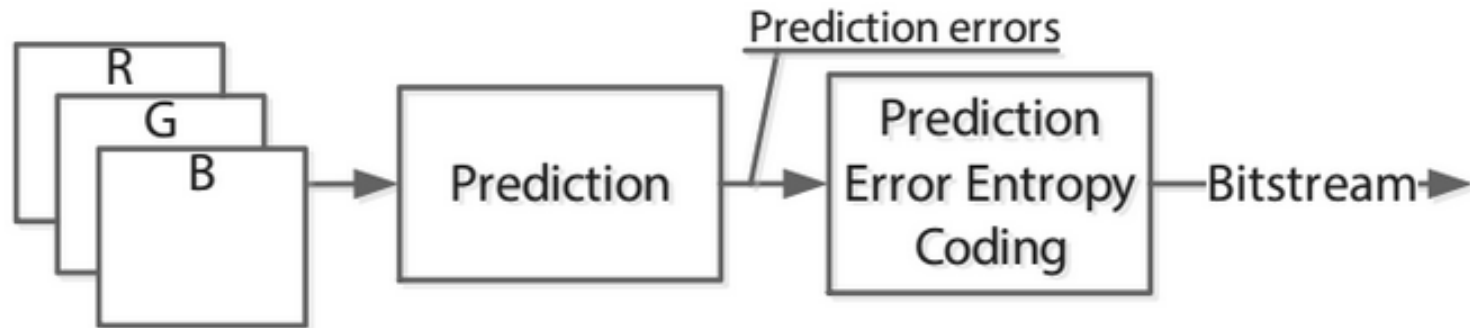 R
G
B
Prediction
Prediction errors
Prediction
Error Entropy
Coding
Bitstream